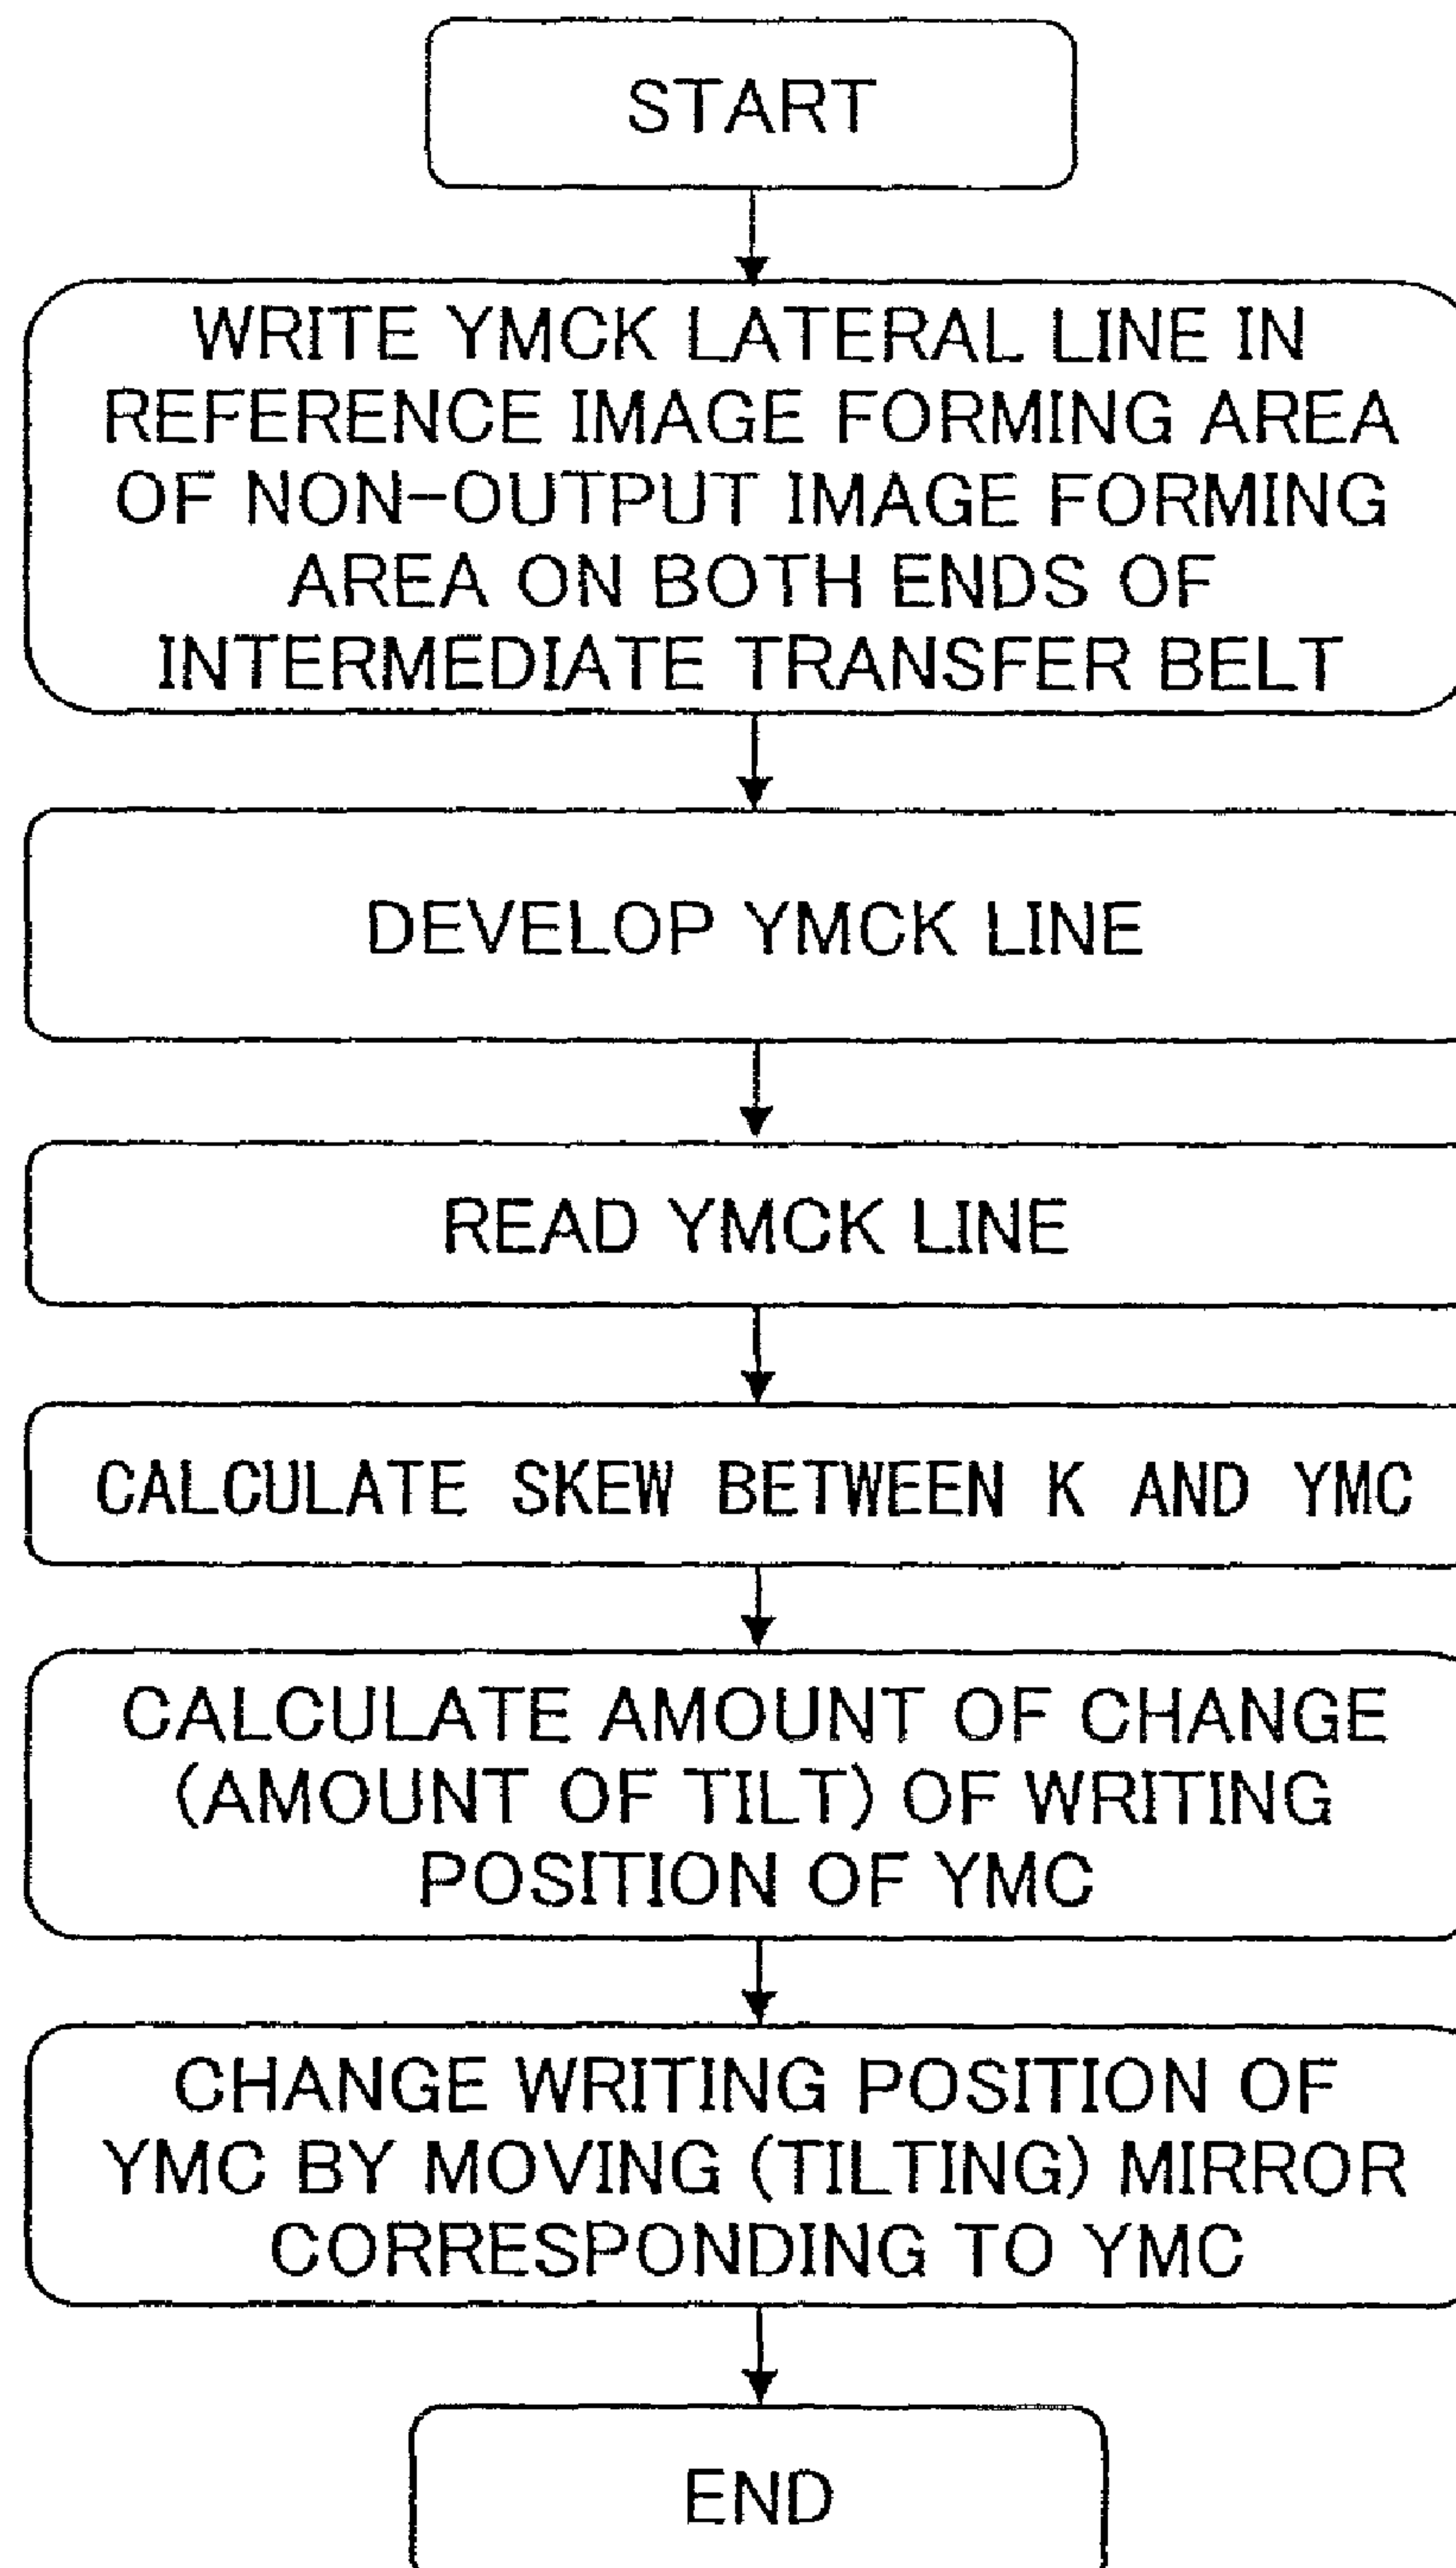 START
WRITE YMCK LATERAL LINE IN
REFERENCE IMAGE FORMING AREA
OF NON-OUTPUT IMAGE FORMING
AREA ON BOTH ENDS OF
INTERMEDIATE TRANSFER BELT
DEVELOP YMCK LINE
READ YMCK LINE
CALCULATE SKEW BETWEEN K AND YMC
CALCULATE AMOUNT OF CHANGE
(AMOUNT OF TILT) OF WRITING
POSITION OF YMC
CHANGE WRITING POSITION OF
YMC BY MOVING (TILTING) MIRROR
CORRESPONDING TO YMC
END